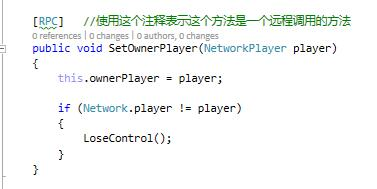 [RPC]   //使用这个注释表示这个方法是一个远程调用的方法
0 references | 0 changes | 0 authors, 0 changes
public void SetOwnerPlayer(NetworkPlayer player)
{
    this.ownerPlayer = player;

    if (Network.player != player)
    {
        LoseControl();
    }
}